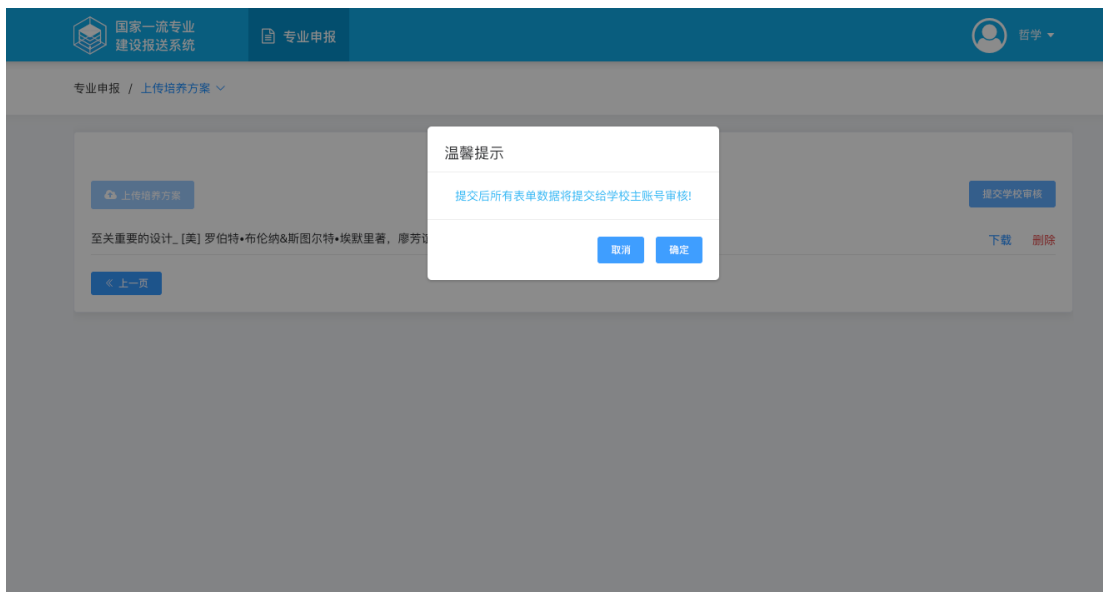 国家一流专业
建设报送系统
专业申报
哲学
专业申报 / 上传培养方案
温馨提示
提交后所有表单数据将提交给学校主账号审核!
取消 确定
上传培养方案
提交学校审核
至关重要的设计_ [美] 罗伯特•布伦纳&斯图尔特•埃默里著，廖芳
下载 删除
《 上一页